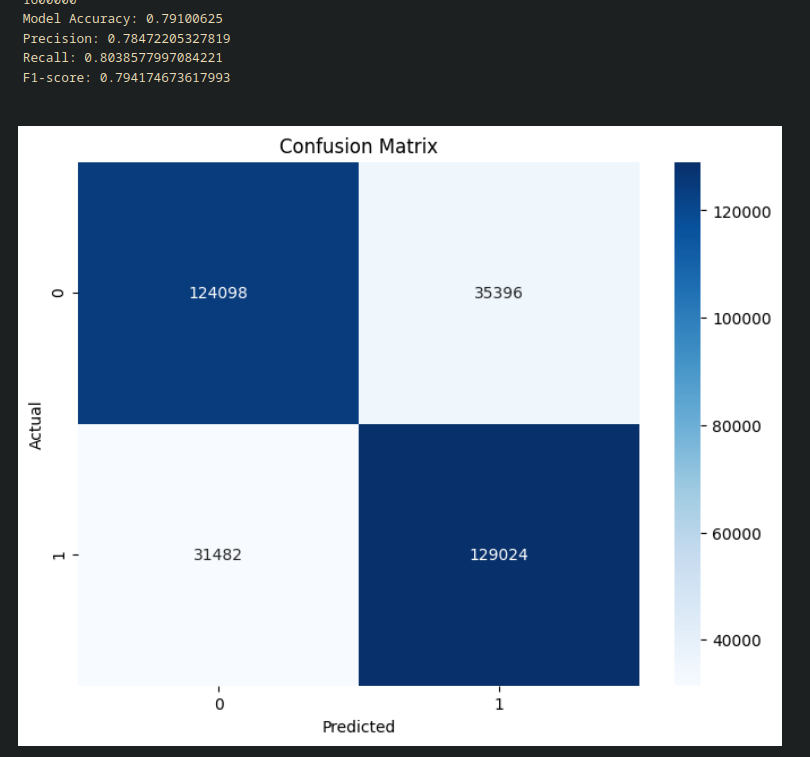 1600000
Model Accuracy: 0.79100625
Precision: 0.78472205327819
Recall: 0.8038577997084221
F1-score: 0.794174673617993
Confusion Matrix
120000
0
124098
35396
100000
Actual
80000
1
31482
129024
60000
40000
0
1
Predicted